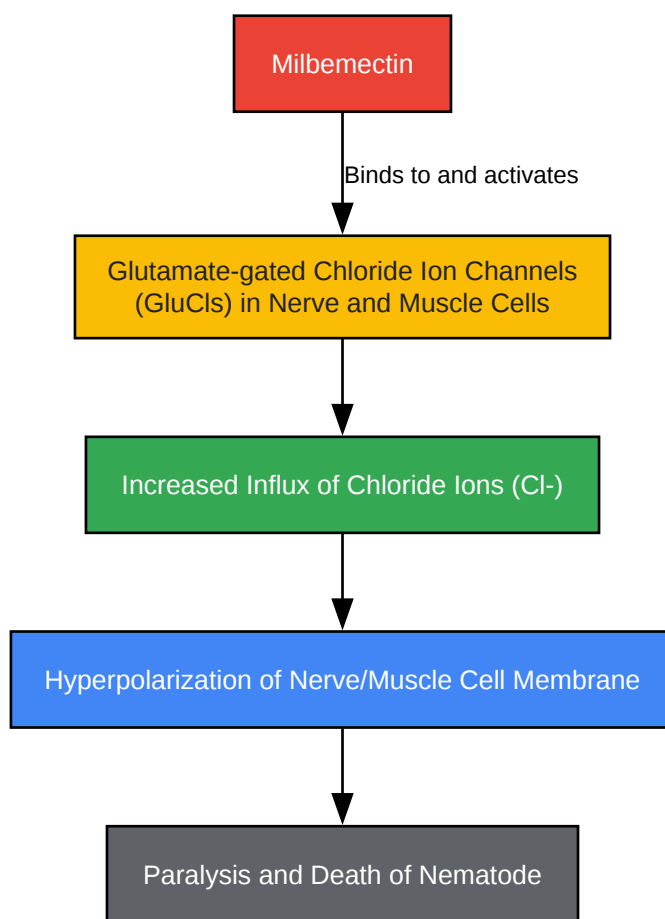 Milbemectin
Binds to and activates
Glutamate-gated Chloride Ion Channels
(GluCls) in Nerve and Muscle Cells
Increased Influx of Chloride Ions (Cl-)
Hyperpolarization of Nerve/Muscle Cell Membrane
Paralysis and Death of Nematode